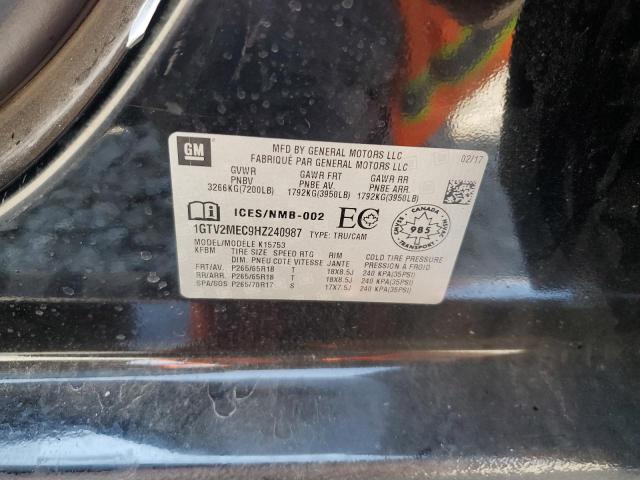 GM
MFD BY GENERAL MOTORS LLC
FABRIQUÉ PAR GENERAL MOTORS LLC
02/17
GVWR GAWR FRT GAWR RR
PNBV PNBE AV. PNBE ARR.
3266KG(7200LB) 1792KG(3950LB) 1792KG(3950LB)
ICES/NMB-002 EC CANADA 985
1GTV2MEC9HZ240987 TYPE: TRU/CAM
MODEL/MODÈLE K15753
KFBM TIRE SIZE SPEED RTG RIM COLD TIRE PRESSURE
DIM. PNEU COTE VITESSE JANTE PRESSION A FROID
FRT/AV. P265/65R18 T 18X8.5J 240 KPA(35PSI)
RR/ARR. P265/65R18 T 18X8.5J 240 KPA(35PSI)
SPA/SOS P265/70R17 S 17X7.5J 240 KPA(35PSI)